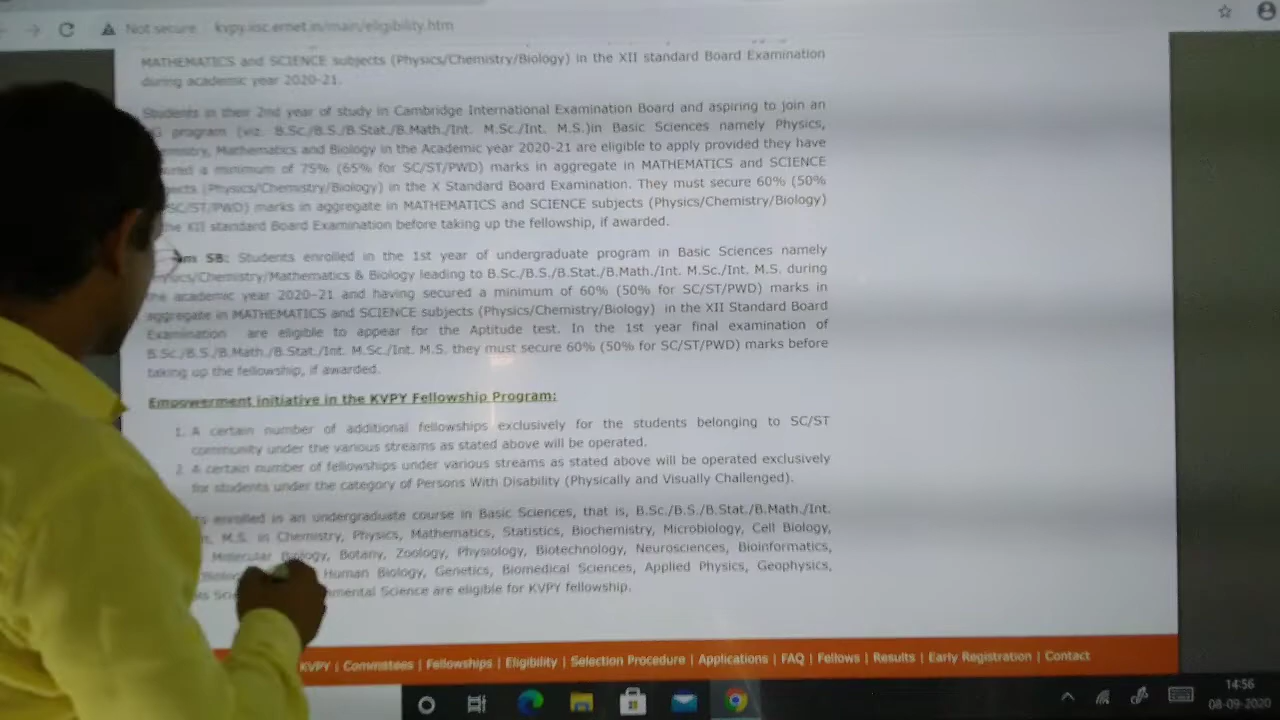 Not secure kvpy.iisc.ernet.in/main/eligibility.htm
MATHEMATICS and SCIENCE subjects (Physics/Chemistry/Biology) in the XII standard Board Examination
during academic year 2020-21.
Students in their 2nd year of study in Cambridge International Examination Board and aspiring to join an
program (viz. B.Sc./B.S./B.Stat./B.Math./Int. M.Sc./Int. M.S.)in Basic Sciences namely Physics,
Mathematics and Biology in the Academic year 2020-21 are eligible to apply provided they have
a minimum of 75% (65% for SC/ST/PWD) marks in aggregate in MATHEMATICS and SCIENCE
(Physics/Chemistry/Biology) in the X Standard Board Examination. They must secure 60% (50%
SC/ST/PWD) marks in aggregate in MATHEMATICS and SCIENCE subjects (Physics/Chemistry/Biology)
the XII standard Board Examination before taking up the fellowship, if awarded.
SB: Students enrolled in the 1st year of undergraduate program in Basic Sciences namely
/Chemistry/Mathematics & Biology leading to B.Sc./B.S./B.Stat./B.Math./Int. M.Sc./Int. M.S. during
the academic year 2020–21 and having secured a minimum of 60% (50% for SC/ST/PWD) marks in
aggregate in MATHEMATICS and SCIENCE subjects (Physics/Chemistry/Biology) in the XII Standard Board
Examination are eligible to appear for the Aptitude test. In the 1st year final examination of
B.Sc./B.S./B.Math./B.Stat./Int. M.Sc./Int. M.S. they must secure 60% (50% for SC/ST/PWD) marks before
taking up the fellowship, if awarded.
Empowerment initiative in the KVPY Fellowship Program:
1. A certain number of additional fellowships exclusively for the students belonging to SC/ST
community under the various streams as stated above will be operated.
2. A certain number of fellowships under various streams as stated above will be operated exclusively
for students under the category of Persons With Disability (Physically and Visually Challenged).
enrolled in an undergraduate course in Basic Sciences, that is, B.Sc./B.S./B.Stat./B.Math./Int.
M.S. in Chemistry, Physics, Mathematics, Statistics, Biochemistry, Microbiology, Cell Biology,
Molecular Biology, Botany, Zoology, Physiology, Biotechnology, Neurosciences, Bioinformatics,
Human Biology, Genetics, Biomedical Sciences, Applied Physics, Geophysics,
mental Science are eligible for KVPY fellowship.
KVPY | Committees | Fellowships | Eligibility | Selection Procedure | Applications | FAQ | Fellows | Results | Early Registration | Contact
14:56
08-09-2020